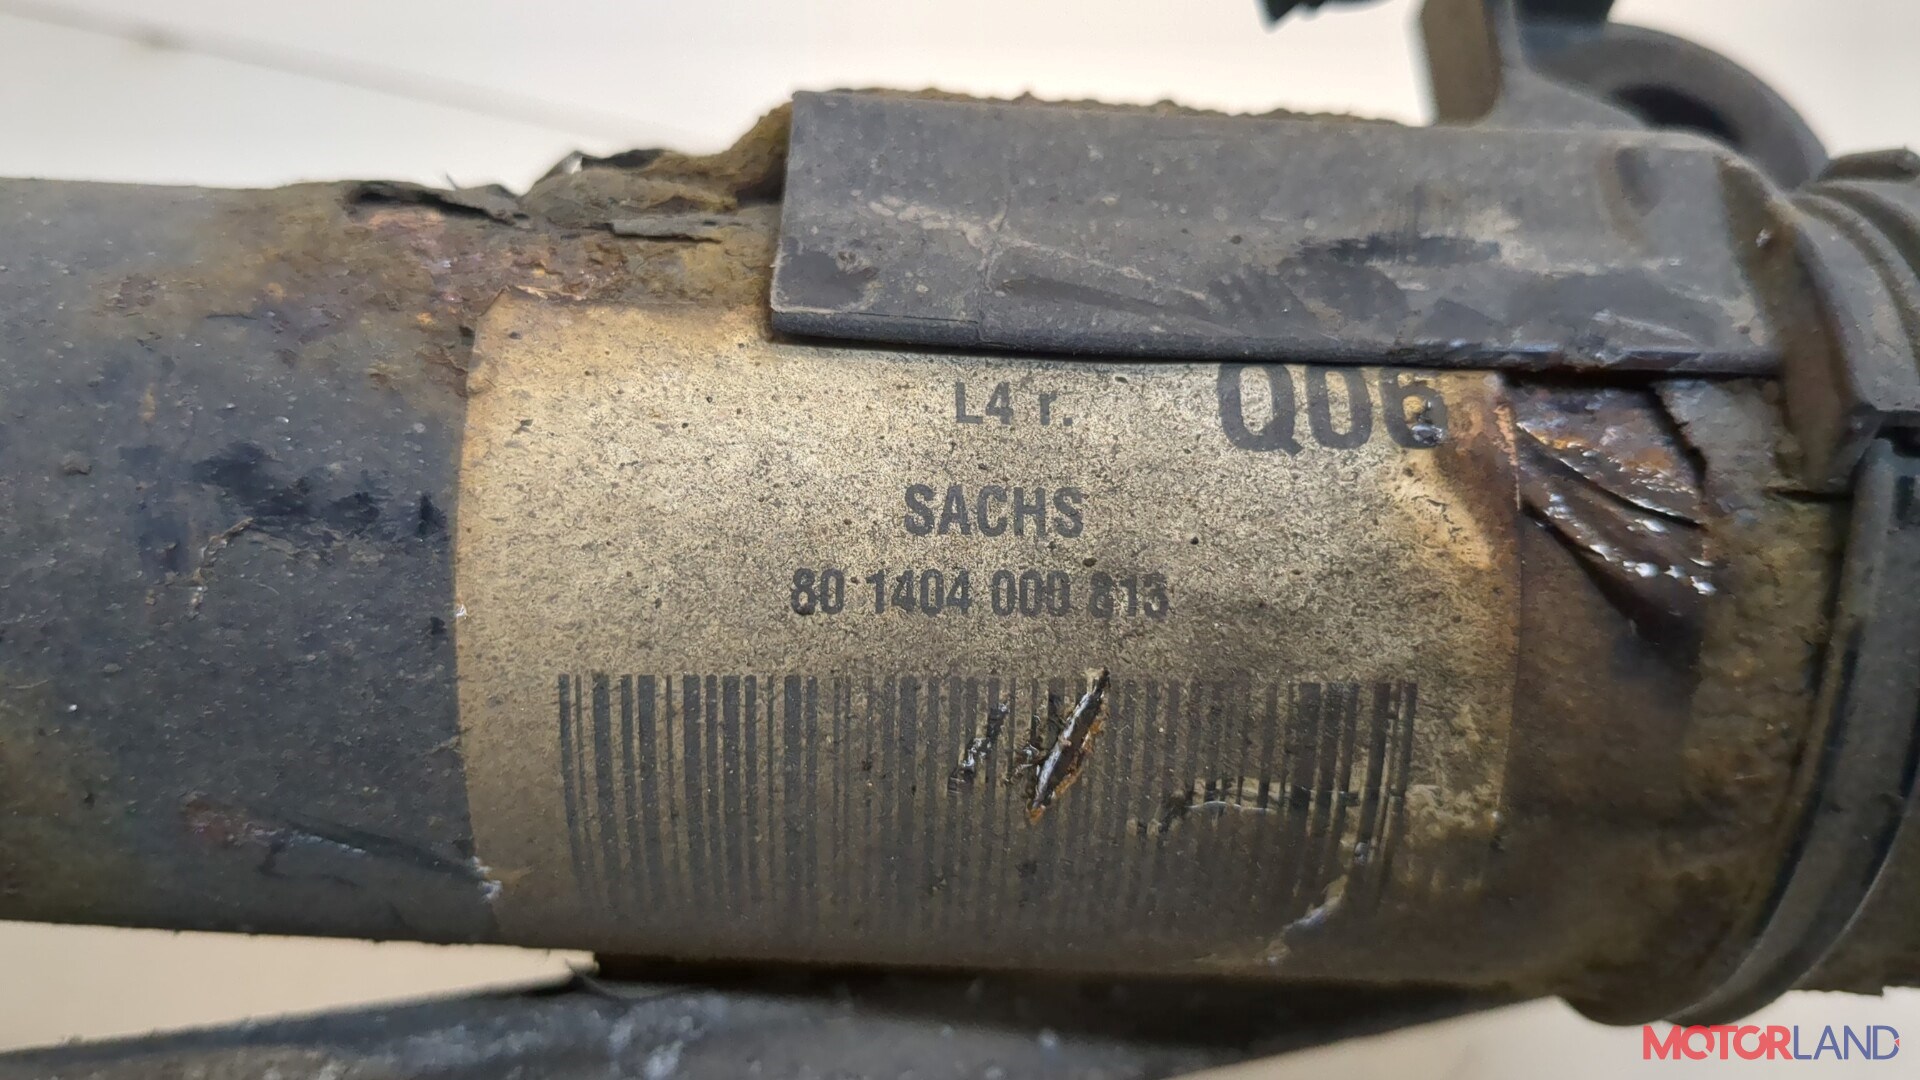 L4 r. Q06
SACHS
80 1404 000 813
MOTORLAND